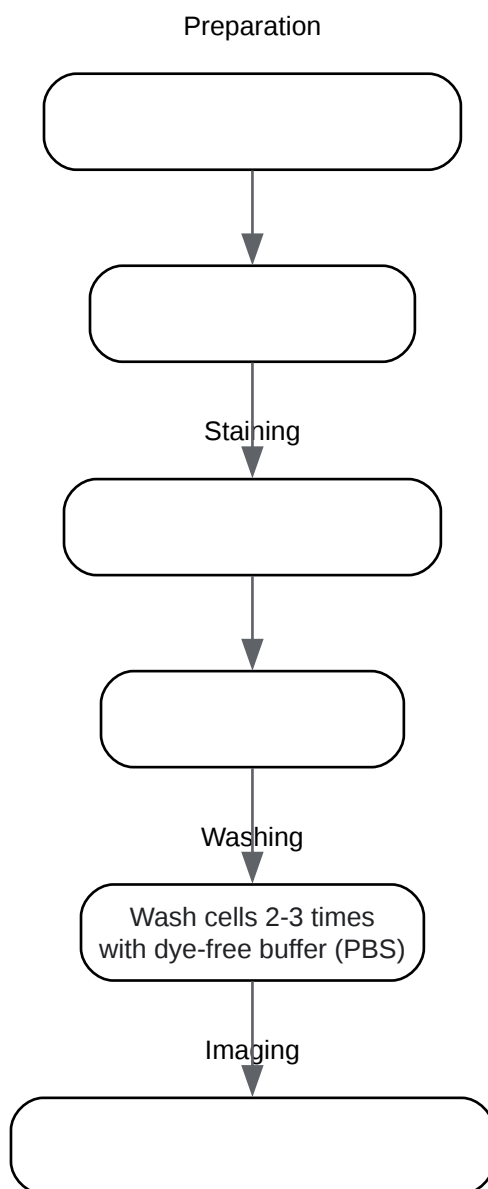 Preparation
Staining
Washing
Wash cells 2-3 times
with dye-free buffer (PBS)
Imaging